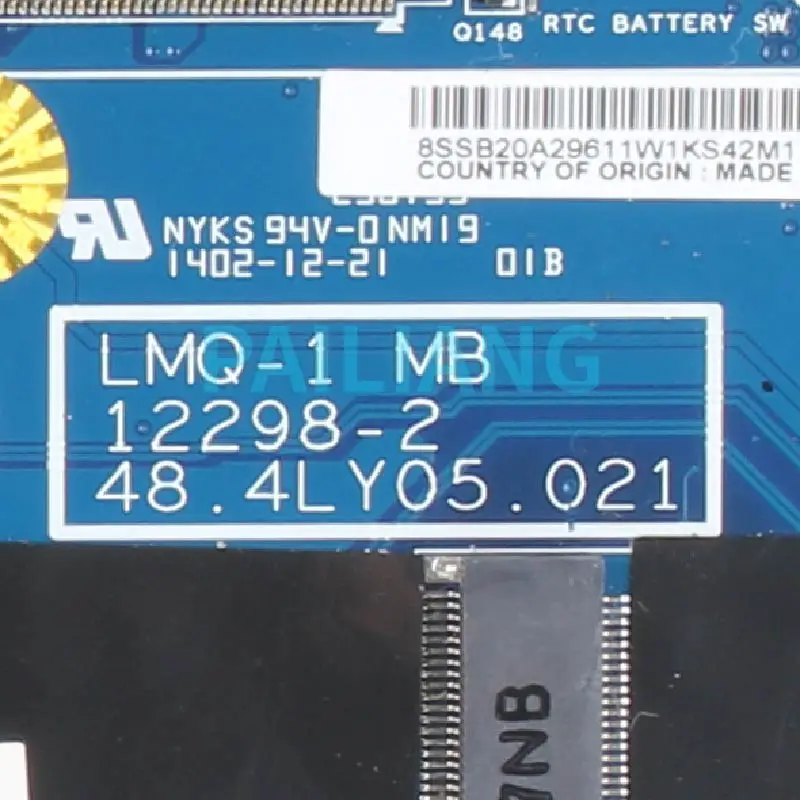 Q148 RTC BATTERY SW
8SSB20A29611W1KS42M1
COUNTRY OF ORIGIN : MADE
NYKS 94V-0 NM19
1402-12-21 01B
PAILIANG
LMQ-1 MB
12298-2
48.4LY05.021